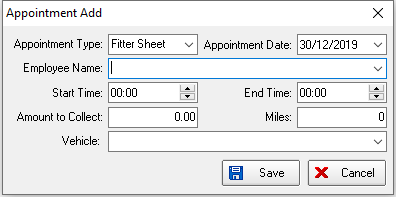 Appointment Add
Appointment Type: Fitter Sheet Appointment Date: 30/12/2019
Employee Name:
Start Time: 00:00 End Time: 00:00
Amount to Collect: 0.00 Miles: 0
Vehicle:
Save Cancel